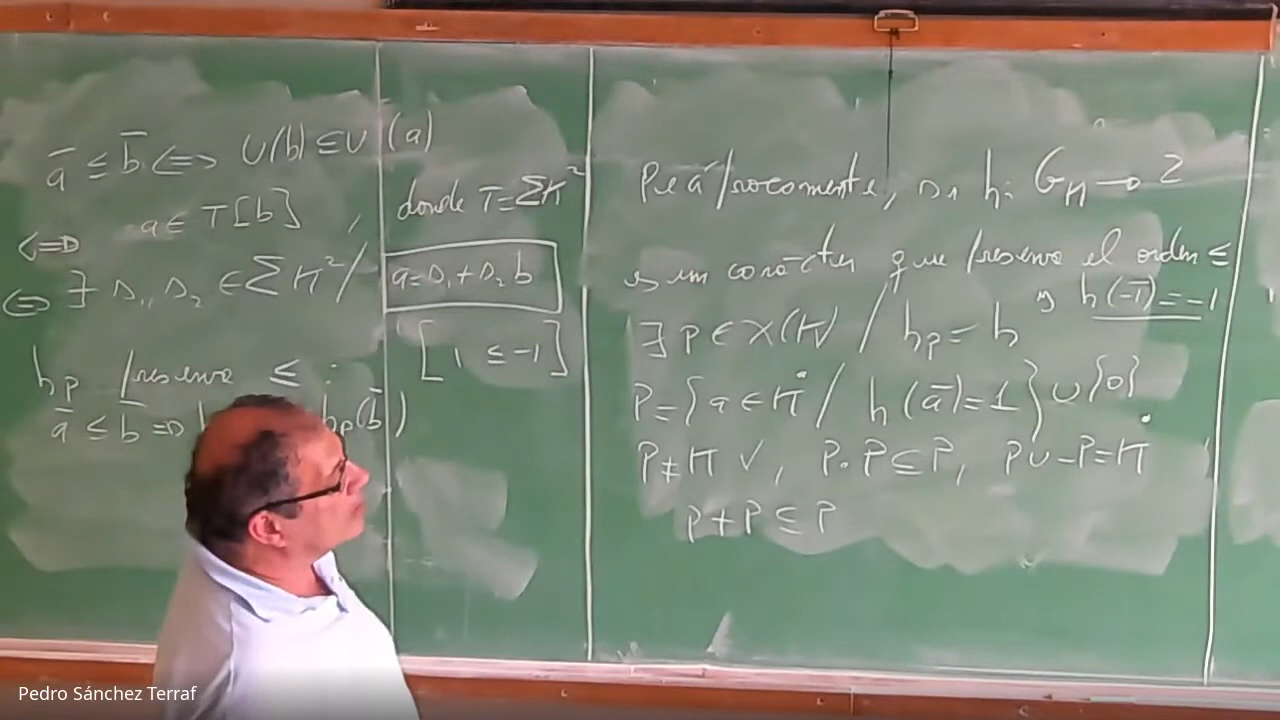 ā ≤ b̄ <=> U(b) ⊆ U(a)
<=> a ∈ T[b], donde T = ΣK²
<=> ∃ s₁, s₂ ∈ ΣK² / a = s₁ + s₂ b
[1 ≤ -1]
h_P preserva ≤ :
ā ≤ b̄ => h_P(b̄)
Recíprocamente, si h: G_K → 2
es un carácter que preserva el orden ≤
y h(-1̄) = -1
∃ P ∈ X(K) / h_P = h
P = {a ∈ K̇ / h(ā) = 1} ∪ {0}
P ≠ K ✓, P · P ⊆ P, P ∪ -P = K̇
P + P ⊆ P
Pedro Sánchez Terraf